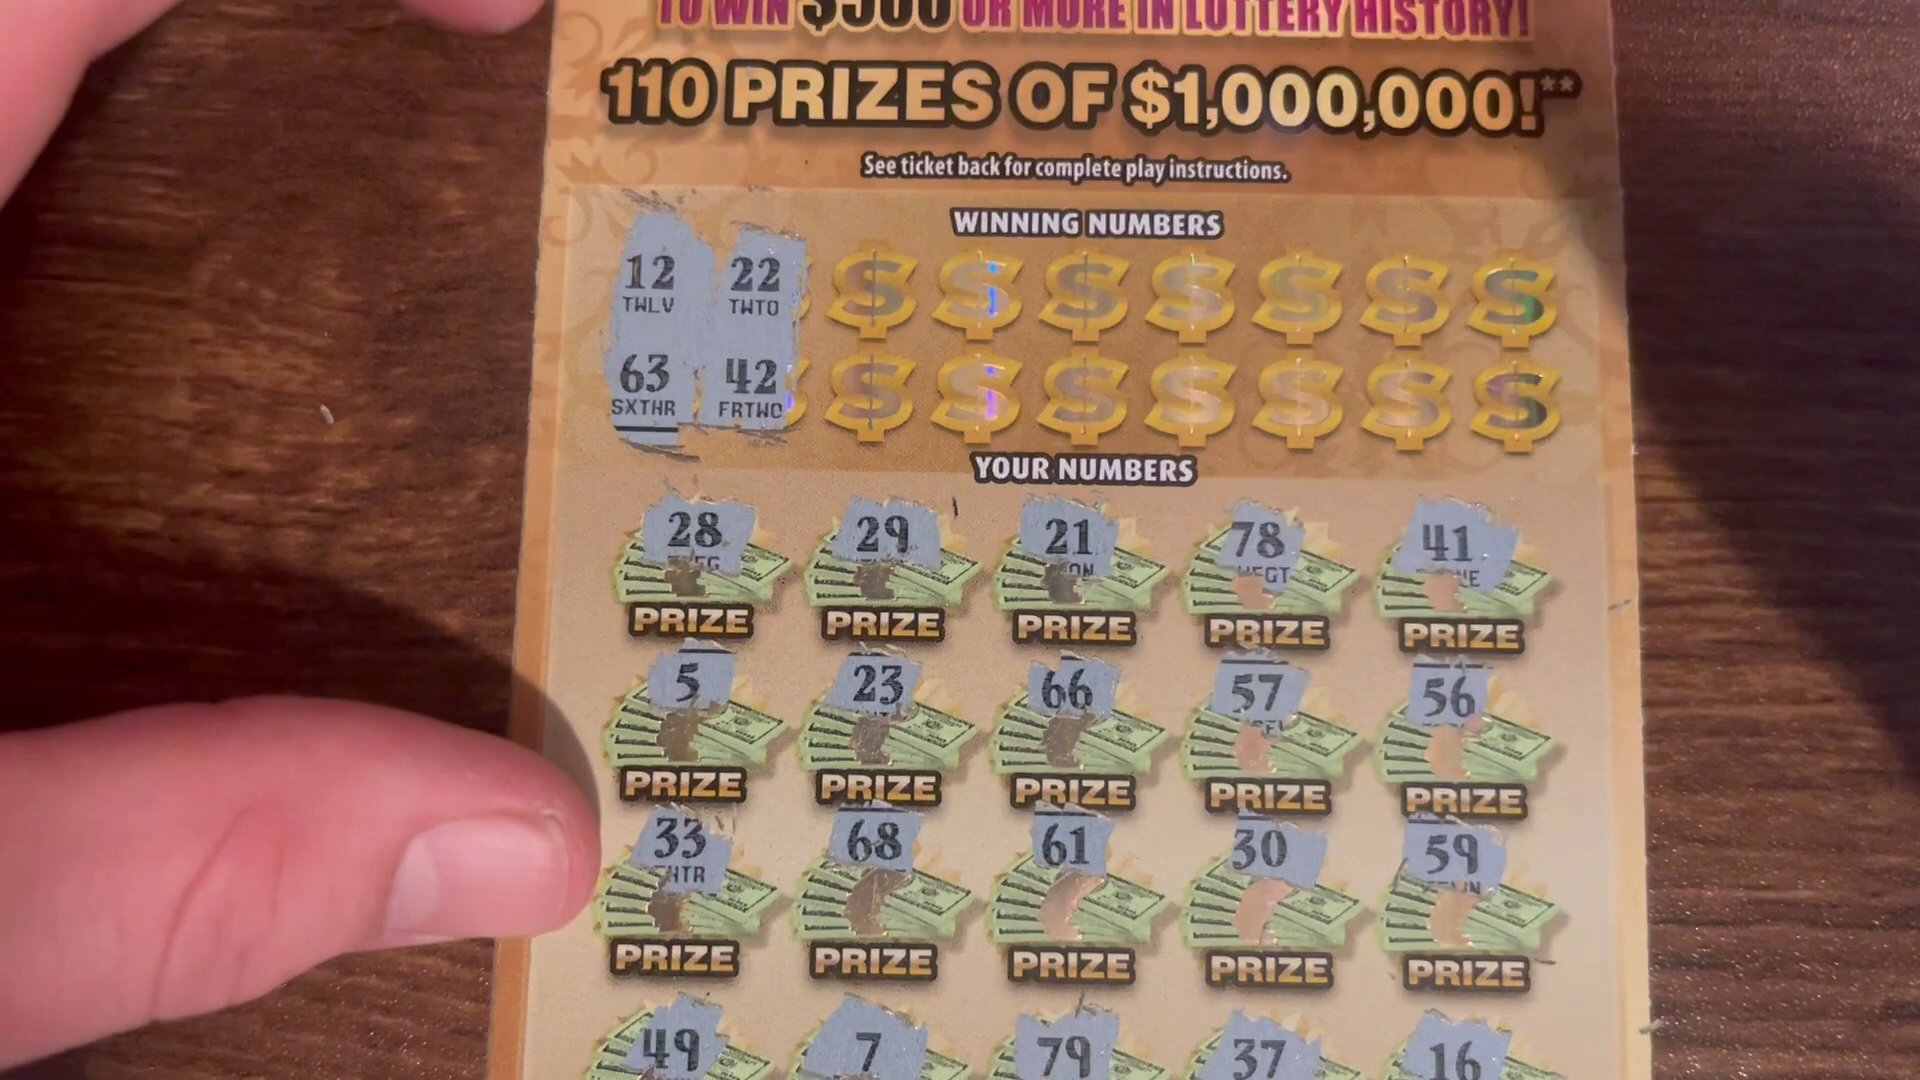 TO WIN $500 OR MORE IN LOTTERY HISTORY!
110 PRIZES OF $1,000,000!**
See ticket back for complete play instructions.
WINNING NUMBERS
12 22
TWLV TWTO
63 42
SXTHR FRTWO
YOUR NUMBERS
28 29 21 78 41
PRIZE PRIZE PRIZE PRIZE PRIZE
5 23 66 57 56
PRIZE PRIZE PRIZE PRIZE PRIZE
33 68 61 30 59
PRIZE PRIZE PRIZE PRIZE PRIZE
49 7 79 37 16